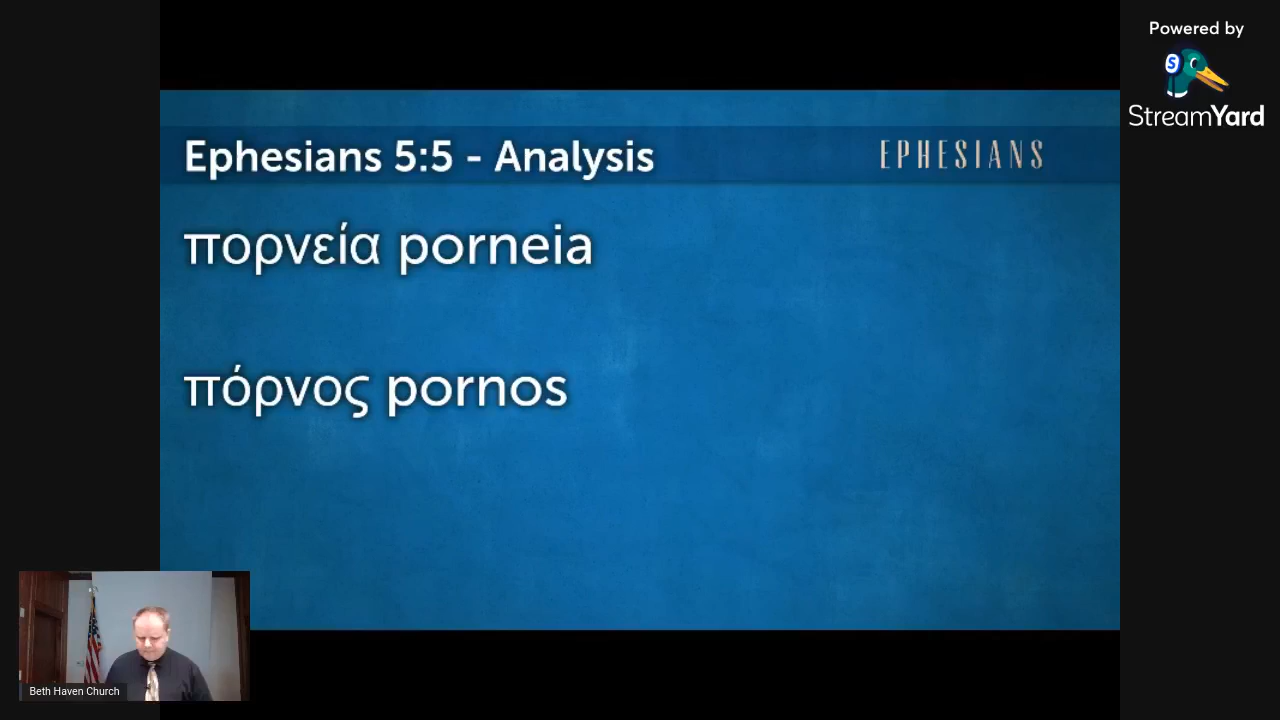 Powered by
StreamYard
Ephesians 5:5 - Analysis
EPHESIANS
πορνεία porneia
πόρνος pornos
Beth Haven Church